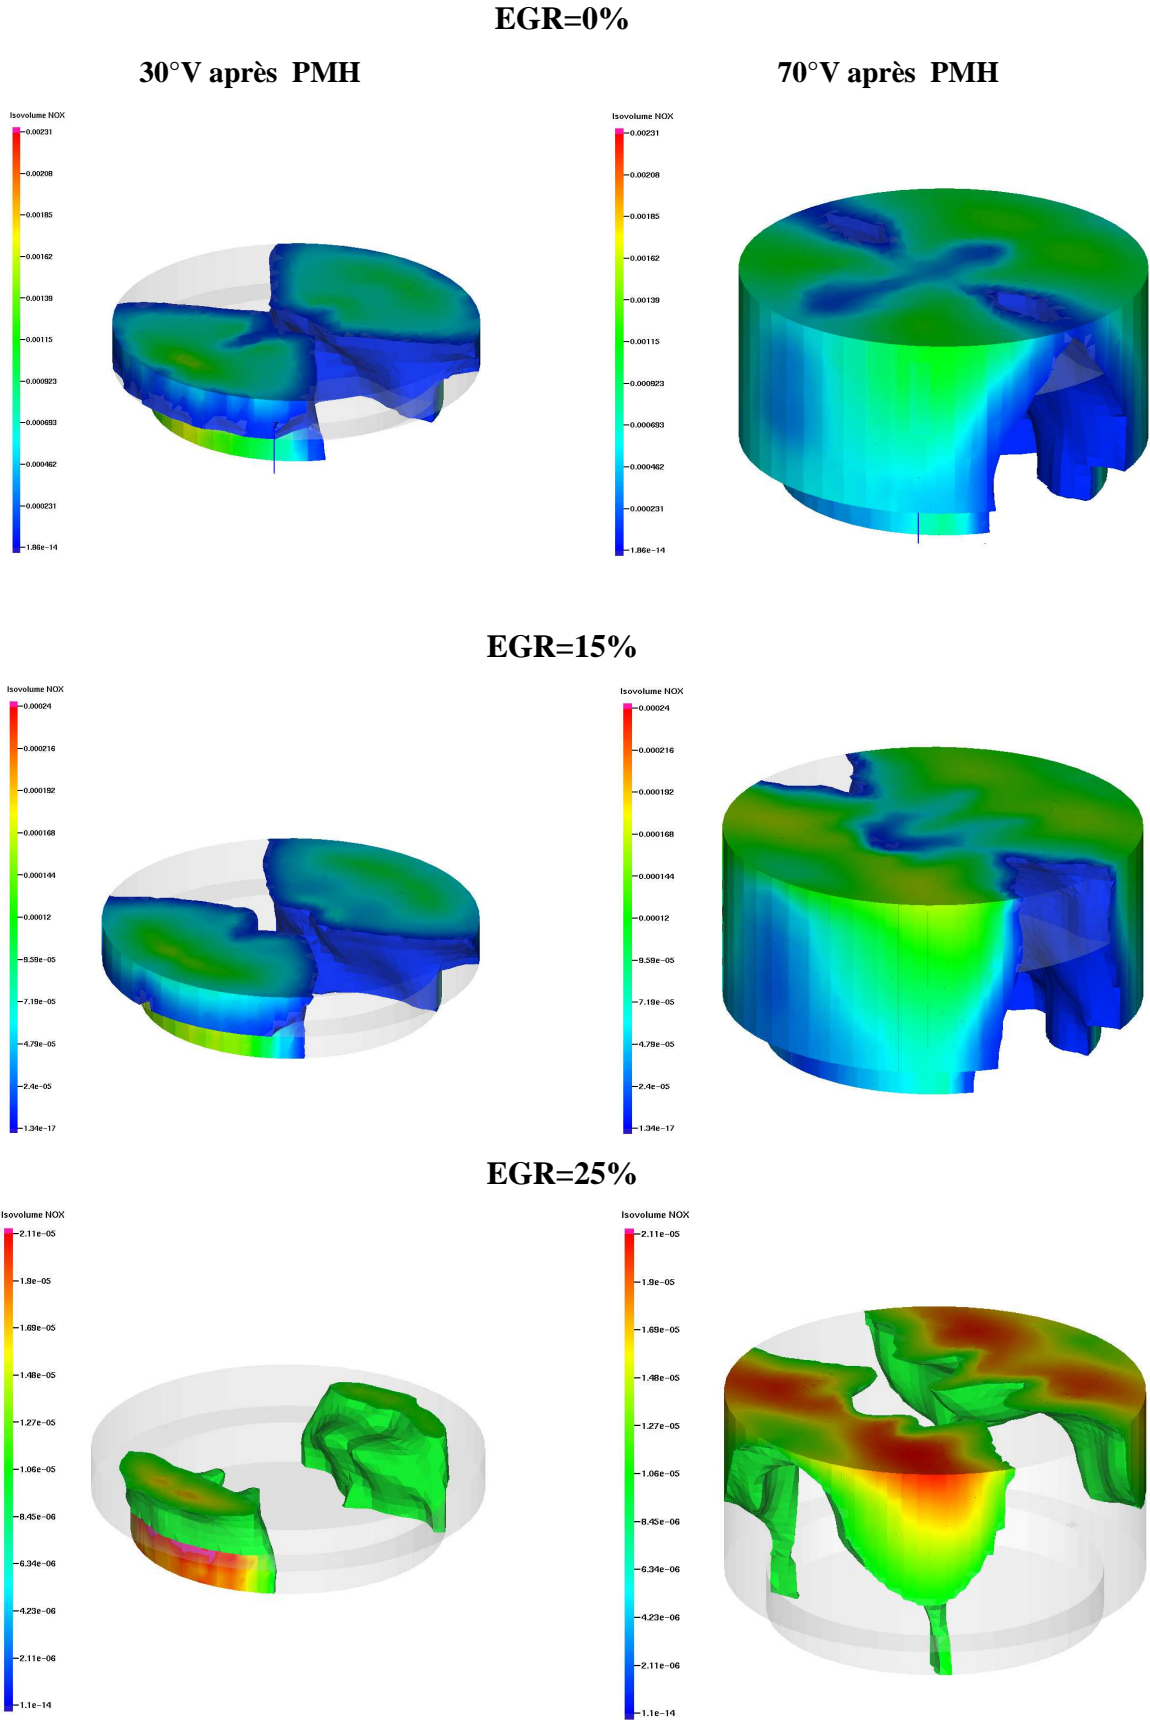 EGR=0%
30°V après PMH
70°V après PMH
Isovolume NOX
0.00231
0.00208
0.00185
0.00162
0.00139
0.00115
0.000923
0.000693
0.000462
0.000231
1.86e-14
Isovolume NOX
0.00231
0.00208
0.00185
0.00162
0.00139
0.00115
0.000923
0.000693
0.000462
0.000231
1.86e-14
EGR=15%
Isovolume NOX
0.00024
0.000216
0.000192
0.000168
0.000144
0.00012
9.59e-05
7.19e-05
4.79e-05
2.4e-05
1.34e-17
Isovolume NOX
0.00024
0.000216
0.000192
0.000168
0.000144
0.00012
9.59e-05
7.19e-05
4.79e-05
2.4e-05
1.34e-17
EGR=25%
Isovolume NOX
2.11e-05
1.9e-05
1.69e-05
1.48e-05
1.27e-05
1.06e-05
8.45e-06
6.34e-06
4.23e-06
2.11e-06
1.1e-14
Isovolume NOX
2.11e-05
1.9e-05
1.69e-05
1.48e-05
1.27e-05
1.06e-05
8.45e-06
6.34e-06
4.23e-06
2.11e-06
1.1e-14